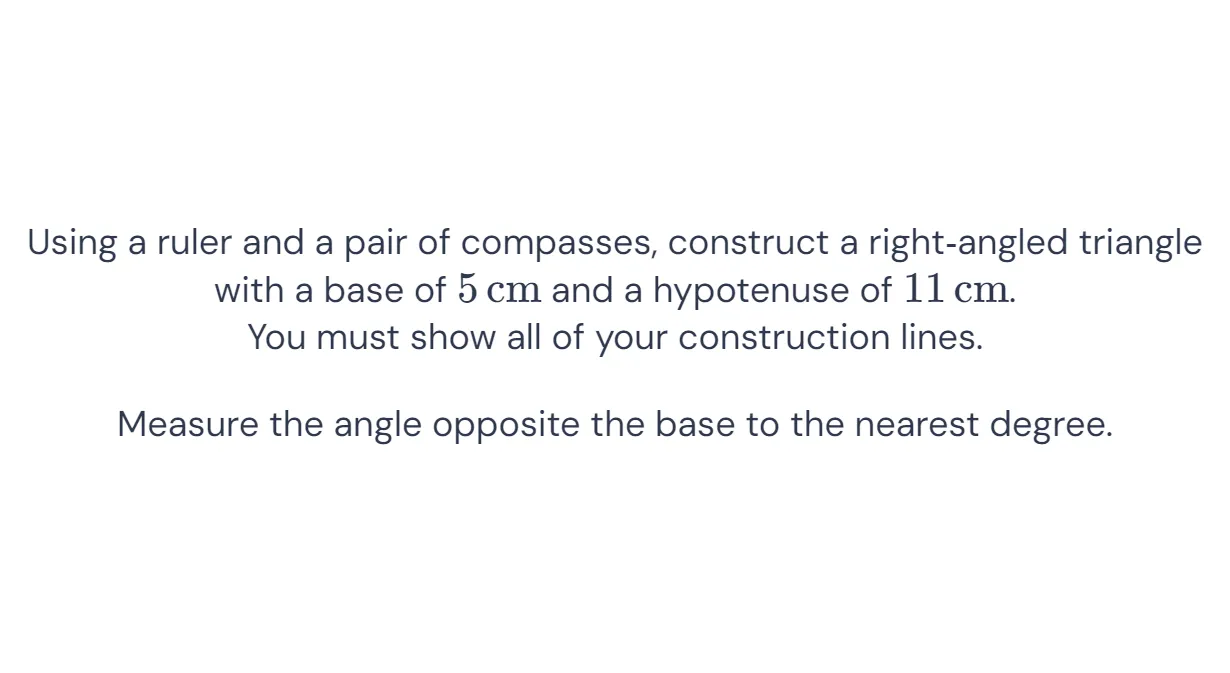 Using a ruler and a pair of compasses, construct a right-angled triangle
with a base of 5 cm and a hypotenuse of 11 cm.
You must show all of your construction lines.
Measure the angle opposite the base to the nearest degree.